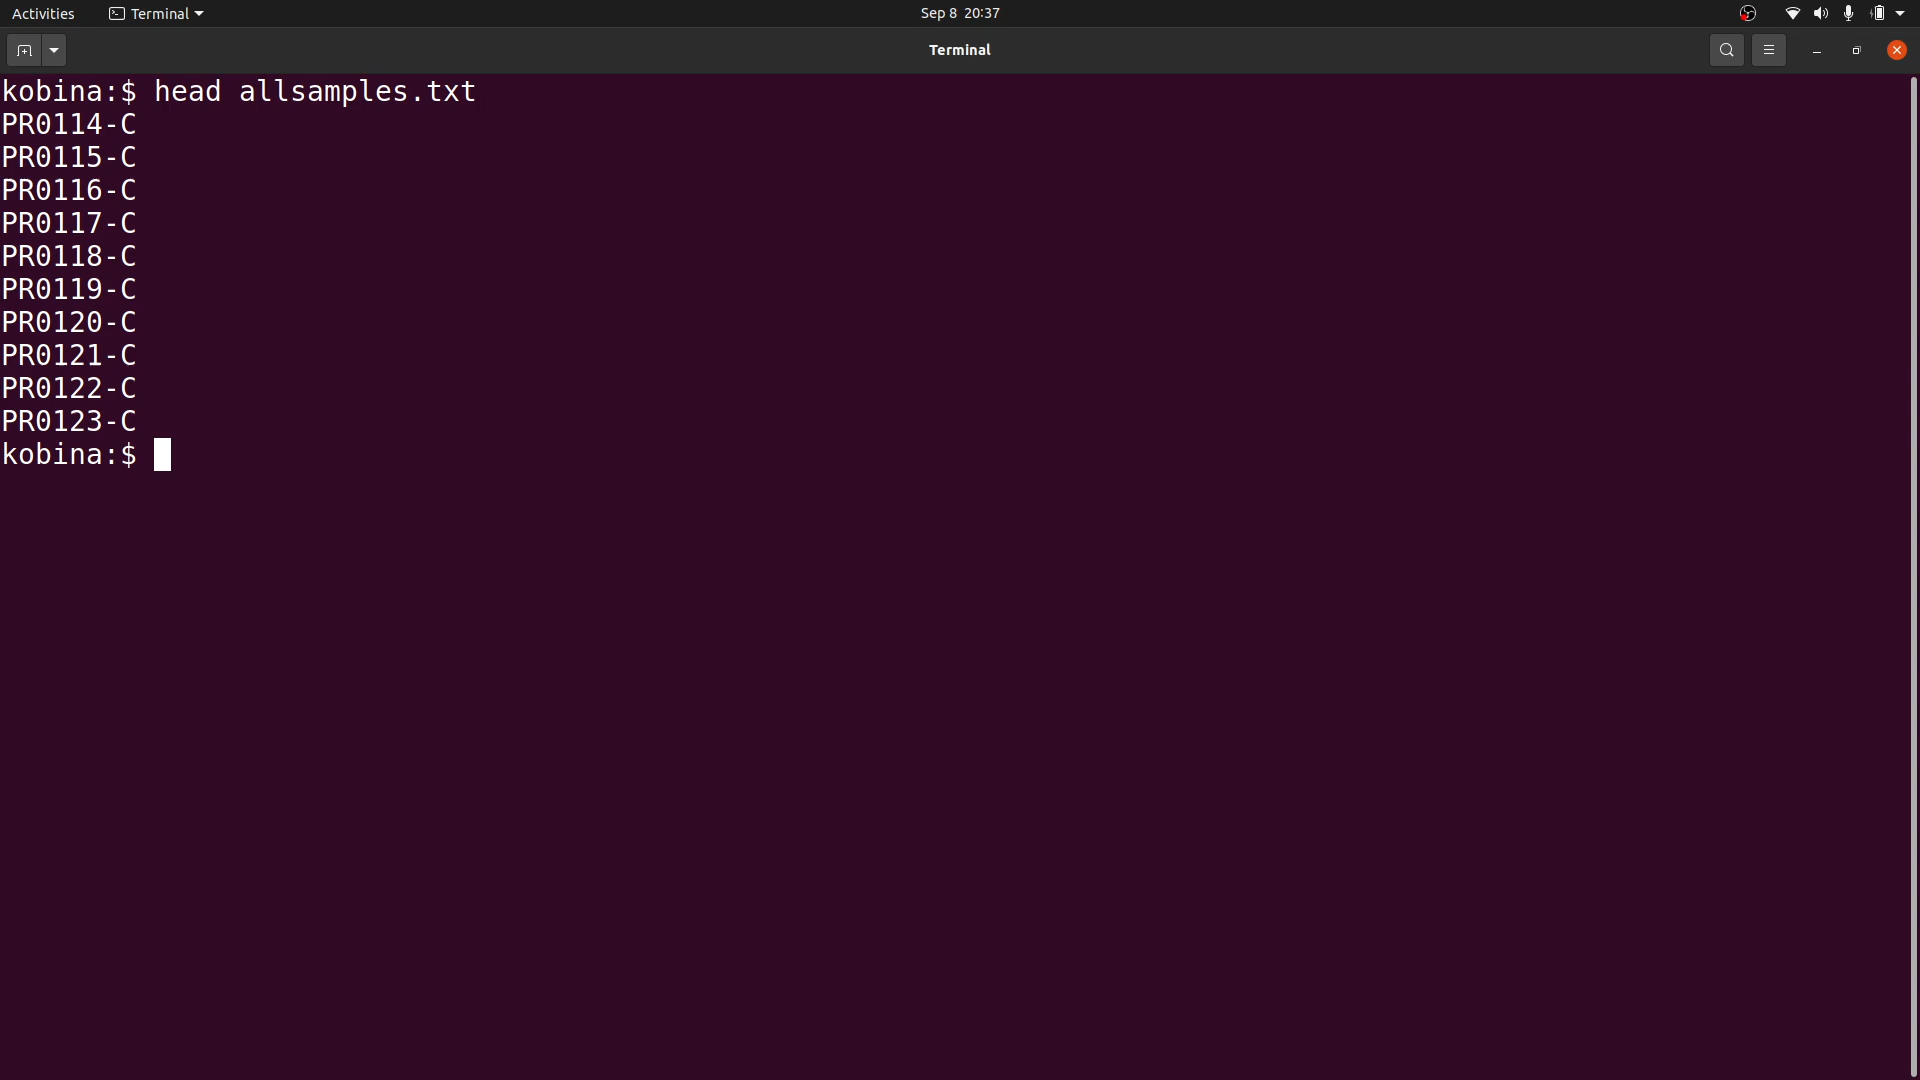 Activities Terminal Sep 8 20:37
Terminal
kobina:$ head allsamples.txt
PR0114-C
PR0115-C
PR0116-C
PR0117-C
PR0118-C
PR0119-C
PR0120-C
PR0121-C
PR0122-C
PR0123-C
kobina:$